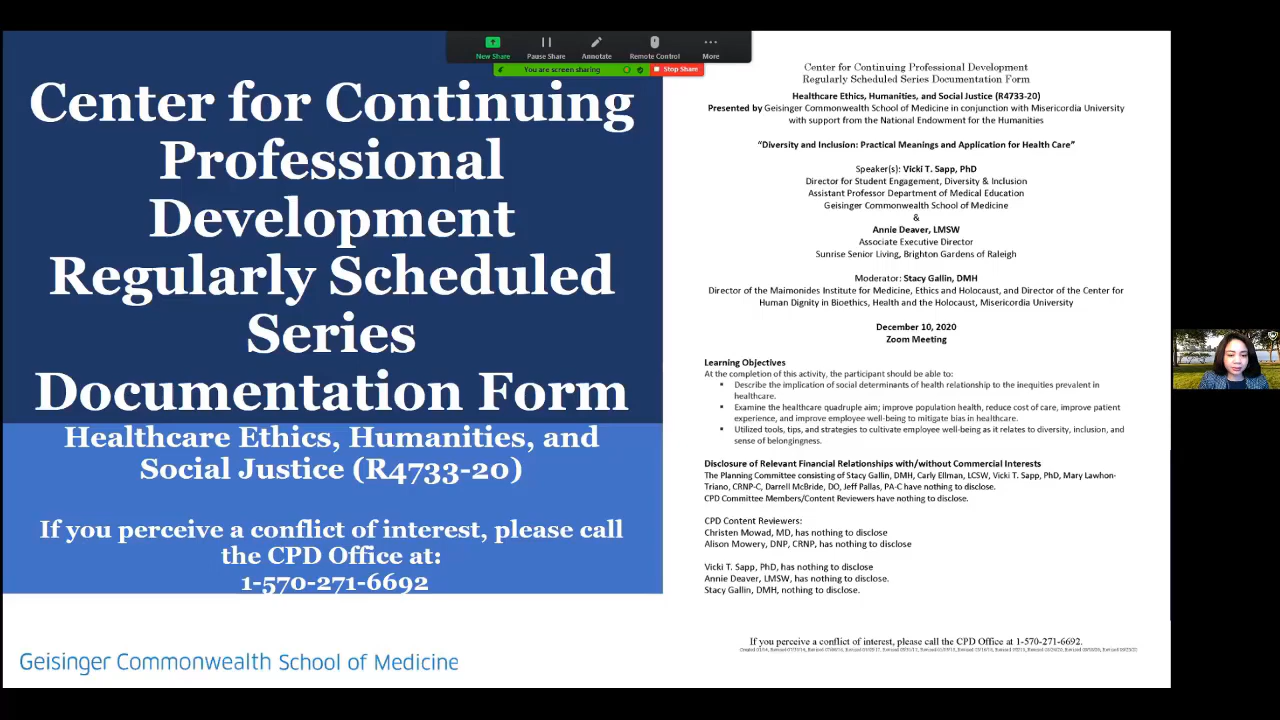 New Share
Pause Share
Annotate
Remote Control
More
You are screen sharing
Stop Share
Center for Continuing
Professional
Development
Regularly Scheduled
Series
Documentation Form
Healthcare Ethics, Humanities, and
Social Justice (R4733-20)
If you perceive a conflict of interest, please call
the CPD Office at:
1-570-271-6692
Geisinger Commonwealth School of Medicine
Center for Continuing Professional Development
Regularly Scheduled Series Documentation Form
Healthcare Ethics, Humanities, and Social Justice (R4733-20)
Presented by Geisinger Commonwealth School of Medicine in conjunction with Misericordia University
with support from the National Endowment for the Humanities
“Diversity and Inclusion: Practical Meanings and Application for Health Care”
Speaker(s): Vicki T. Sapp, PhD
Director for Student Engagement, Diversity & Inclusion
Assistant Professor Department of Medical Education
Geisinger Commonwealth School of Medicine
&
Annie Deaver, LMSW
Associate Executive Director
Sunrise Senior Living, Brighton Gardens of Raleigh
Moderator: Stacy Gallin, DMH
Director of the Maimonides Institute for Medicine, Ethics and Holocaust, and Director of the Center for
Human Dignity in Bioethics, Health and the Holocaust, Misericordia University
December 10, 2020
Zoom Meeting
Learning Objectives
At the completion of this activity, the participant should be able to:
▪ Describe the implication of social determinants of health relationship to the inequities prevalent in
healthcare.
▪ Examine the healthcare quadruple aim; improve population health, reduce cost of care, improve patient
experience, and improve employee well-being to mitigate bias in healthcare.
▪ Utilized tools, tips, and strategies to cultivate employee well-being as it relates to diversity, inclusion, and
sense of belongingness.
Disclosure of Relevant Financial Relationships with/without Commercial Interests
The Planning Committee consisting of Stacy Gallin, DMH, Carly Ellman, LCSW, Vicki T. Sapp, PhD, Mary Lawhon-
Triano, CRNP-C, Darrell McBride, DO, Jeff Pallas, PA-C have nothing to disclose.
CPD Committee Members/Content Reviewers have nothing to disclose.
CPD Content Reviewers:
Christen Mowad, MD, has nothing to disclose
Alison Mowery, DNP, CRNP, has nothing to disclose
Vicki T. Sapp, PhD, has nothing to disclose
Annie Deaver, LMSW, has nothing to disclose.
Stacy Gallin, DMH, nothing to disclose.
If you perceive a conflict of interest, please call the CPD Office at 1-570-271-6692.